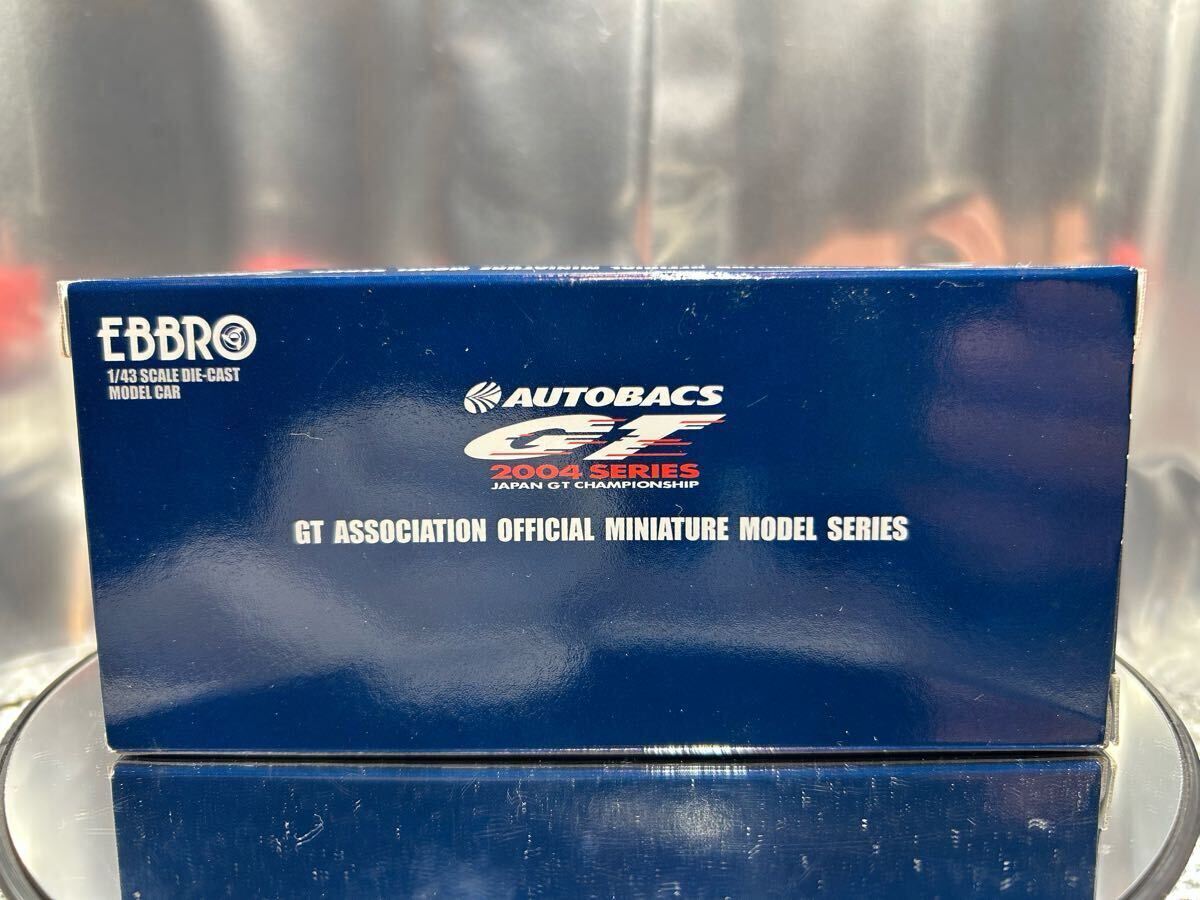 EBBRO
1/43 SCALE DIE-CAST
MODEL CAR
AUTOBACS
GT
2004 SERIES
JAPAN GT CHAMPIONSHIP
GT ASSOCIATION OFFICIAL MINIATURE MODEL SERIES